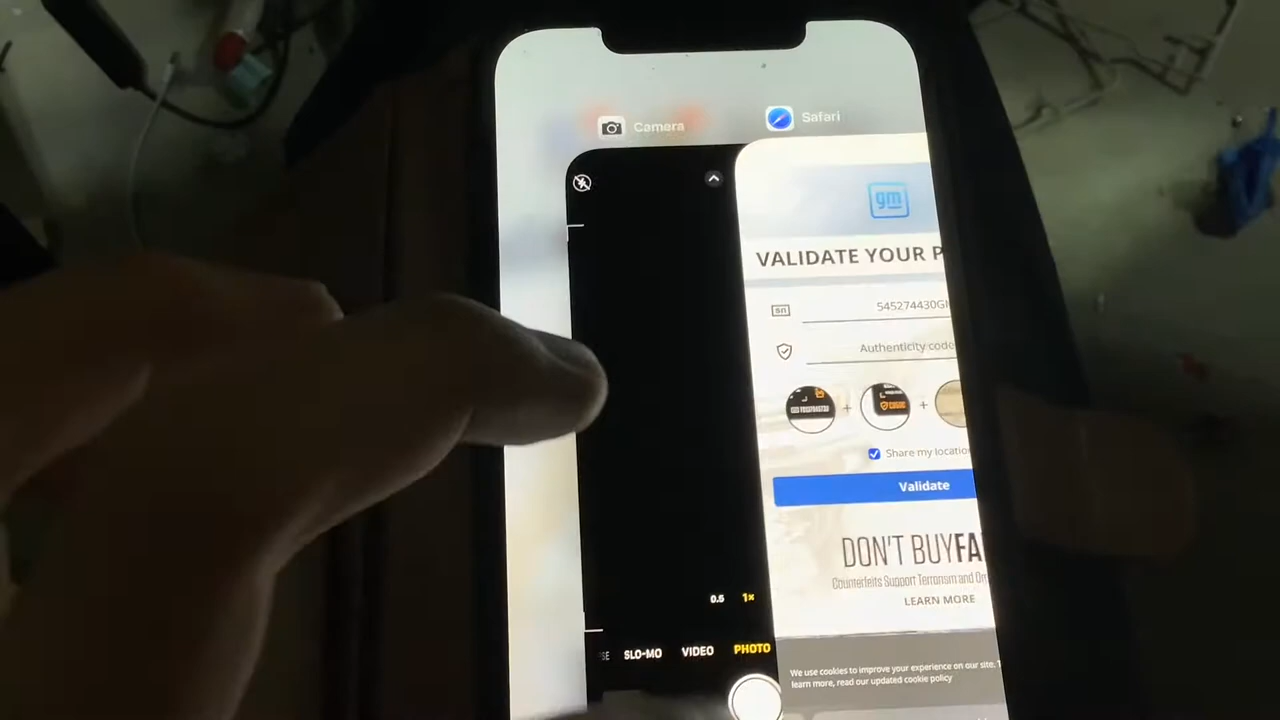 Camera
Safari
gm
VALIDATE YOUR P
sn
545274430GI
Authenticity code
+ +
Share my locatio
Validate
DON'T BUY FA
Counterfeits Support Terrorism and Or
LEARN MORE
0.5 1×
SLO-MO VIDEO PHOTO
We use cookies to improve your experience on our site. T
learn more, read our updated cookie policy